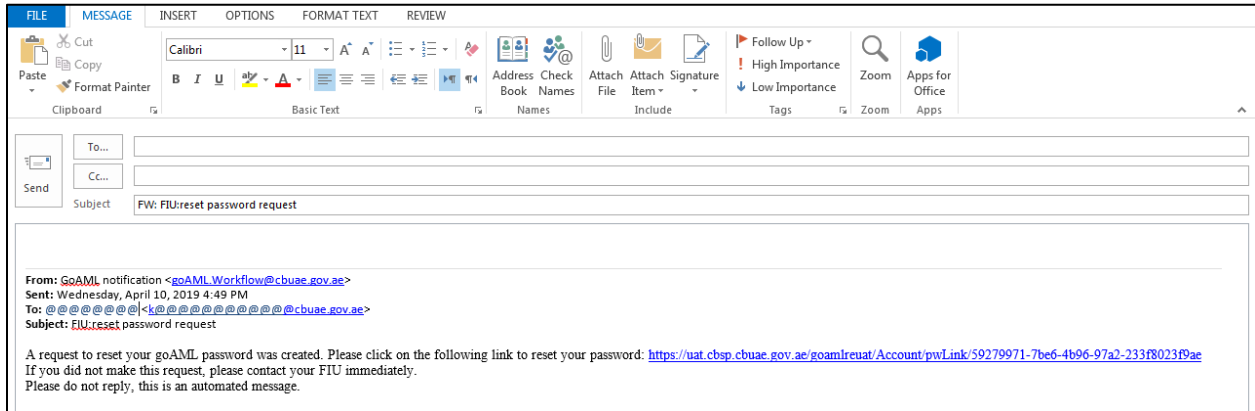 FILE MESSAGE INSERT OPTIONS FORMAT TEXT REVIEW
Cut
Copy
Format Painter
Paste
Clipboard
Calibri 11
B I U
Basic Text
Address Book
Check Names
Names
Attach File
Attach Item
Signature
Include
Follow Up
High Importance
Low Importance
Tags
Zoom
Zoom
Apps for Office
Apps
Send
To...
Cc...
Subject FW: FIU:reset password request
From: GoAML notification <goAML.Workflow@cbuae.gov.ae>
Sent: Wednesday, April 10, 2019 4:49 PM
To: @@@@@@@@ <k@@@@@@@@@@@@cbuae.gov.ae>
Subject: FIU:reset password request
A request to reset your goAML password was created. Please click on the following link to reset your password: https://uat.cbsp.cbuae.gov.ae/goamlreuat/Account/pwLink/59279971-7be6-4b96-97a2-233f8023f9ae
If you did not make this request, please contact your FIU immediately.
Please do not reply, this is an automated message.